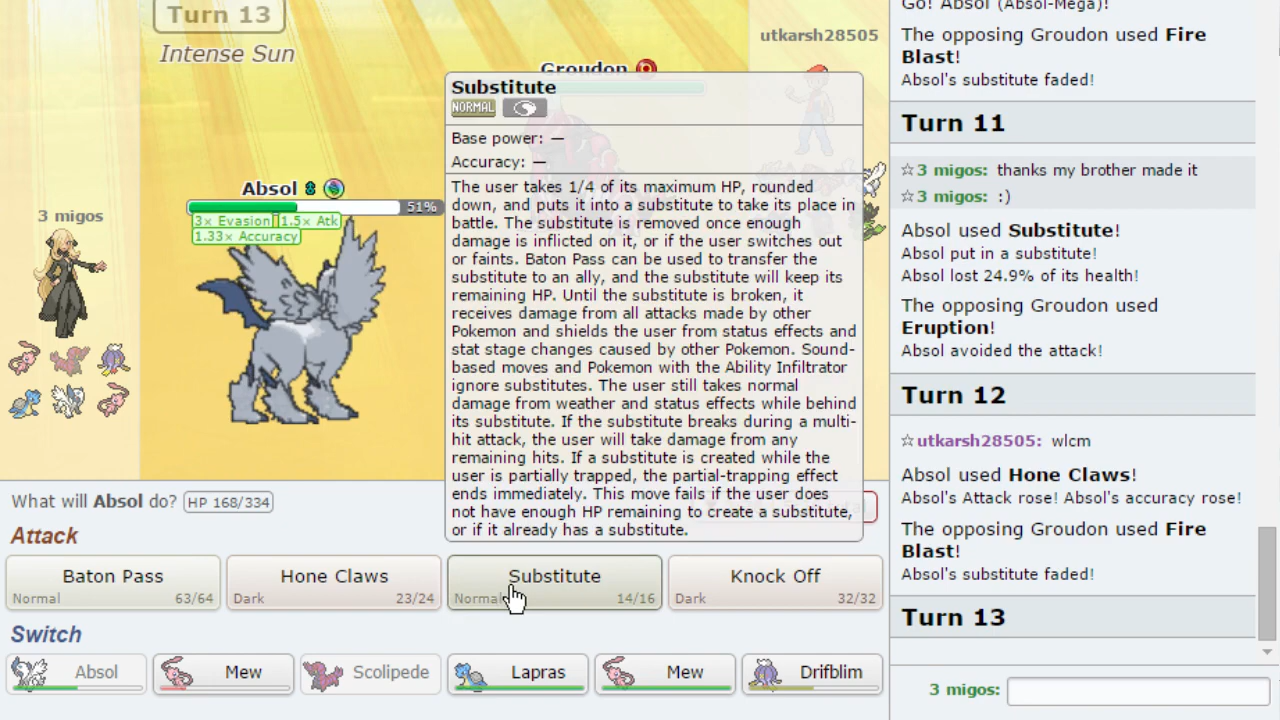 Turn 13
Intense Sun
utkarsh28505
Groudon
Absol
51%
3× Evasion 1.5× Atk
1.33× Accuracy
3 migos
Substitute
NORMAL
Base power: —
Accuracy: —
The user takes 1/4 of its maximum HP, rounded
down, and puts it into a substitute to take its place in
battle. The substitute is removed once enough
damage is inflicted on it, or if the user switches out
or faints. Baton Pass can be used to transfer the
substitute to an ally, and the substitute will keep its
remaining HP. Until the substitute is broken, it
receives damage from all attacks made by other
Pokemon and shields the user from status effects and
stat stage changes caused by other Pokemon. Sound-
based moves and Pokemon with the Ability Infiltrator
ignore substitutes. The user still takes normal
damage from weather and status effects while behind
its substitute. If the substitute breaks during a multi-
hit attack, the user will take damage from any
remaining hits. If a substitute is created while the
user is partially trapped, the partial-trapping effect
ends immediately. This move fails if the user does
not have enough HP remaining to create a substitute,
or if it already has a substitute.
What will Absol do? HP 168/334
Attack
Baton Pass
Normal 63/64
Hone Claws
Dark 23/24
Substitute
Normal 14/16
Knock Off
Dark 32/32
Switch
Absol
Mew
Scolipede
Lapras
Mew
Drifblim
Go! Absol (Absol-Mega)!
The opposing Groudon used Fire
Blast!
Absol's substitute faded!
Turn 11
☆3 migos: thanks my brother made it
☆3 migos: :)
Absol used Substitute!
Absol put in a substitute!
Absol lost 24.9% of its health!
The opposing Groudon used
Eruption!
Absol avoided the attack!
Turn 12
☆utkarsh28505: wlcm
Absol used Hone Claws!
Absol's Attack rose! Absol's accuracy rose!
The opposing Groudon used Fire
Blast!
Absol's substitute faded!
Turn 13
3 migos: